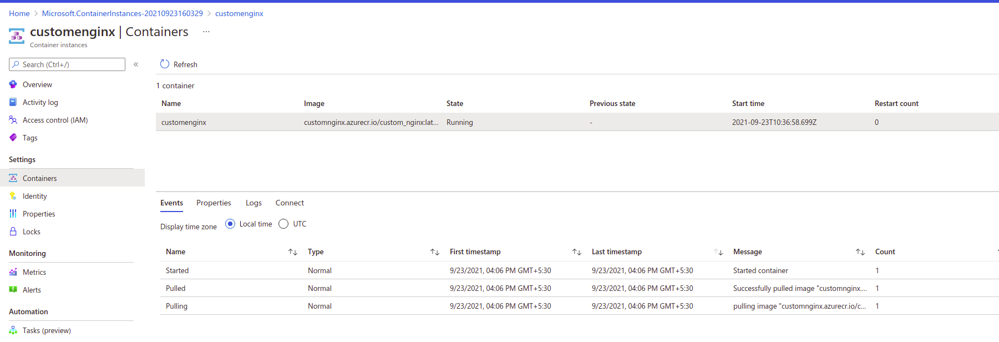 Home > Microsoft.ContainerInstances-20210923160329 > customenginx
customenginx | Containers ...
Container instances
Search (Ctrl+/) «
Overview
Activity log
Access control (IAM)
Tags
Settings
Containers
Identity
Properties
Locks
Monitoring
Metrics
Alerts
Automation
Tasks (preview)
Refresh
1 container
Name Image State Previous state Start time Restart count
customenginx customnginx.azurecr.io/custom_nginx:lat... Running - 2021-09-23T10:36:58.699Z 0
Events Properties Logs Connect
Display time zone Local time UTC
Name Type First timestamp Last timestamp Message Count
Started Normal 9/23/2021, 04:06 PM GMT+5:30 9/23/2021, 04:06 PM GMT+5:30 Started container 1
Pulled Normal 9/23/2021, 04:06 PM GMT+5:30 9/23/2021, 04:06 PM GMT+5:30 Successfully pulled image "customnginx.... 1
Pulling Normal 9/23/2021, 04:06 PM GMT+5:30 9/23/2021, 04:06 PM GMT+5:30 pulling image "customnginx.azurecr.io/c... 1